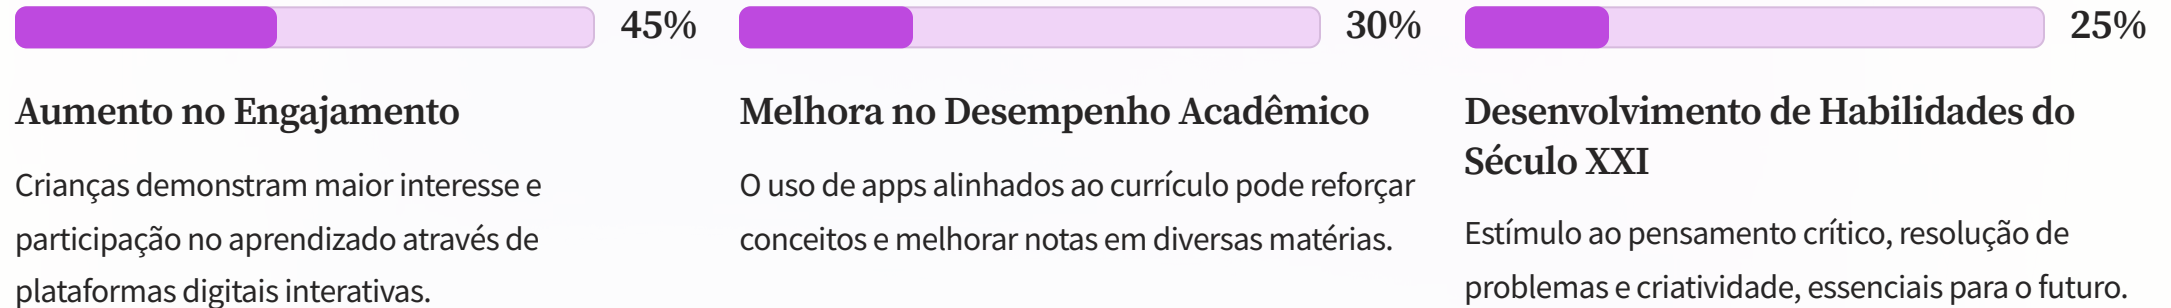 45%
Aumento no Engajamento
Crianças demonstram maior interesse e
participação no aprendizado através de
plataformas digitais interativas.
30%
Melhora no Desempenho Acadêmico
O uso de apps alinhados ao currículo pode reforçar
conceitos e melhorar notas em diversas matérias.
25%
Desenvolvimento de Habilidades do
Século XXI
Estímulo ao pensamento crítico, resolução de
problemas e criatividade, essenciais para o futuro.